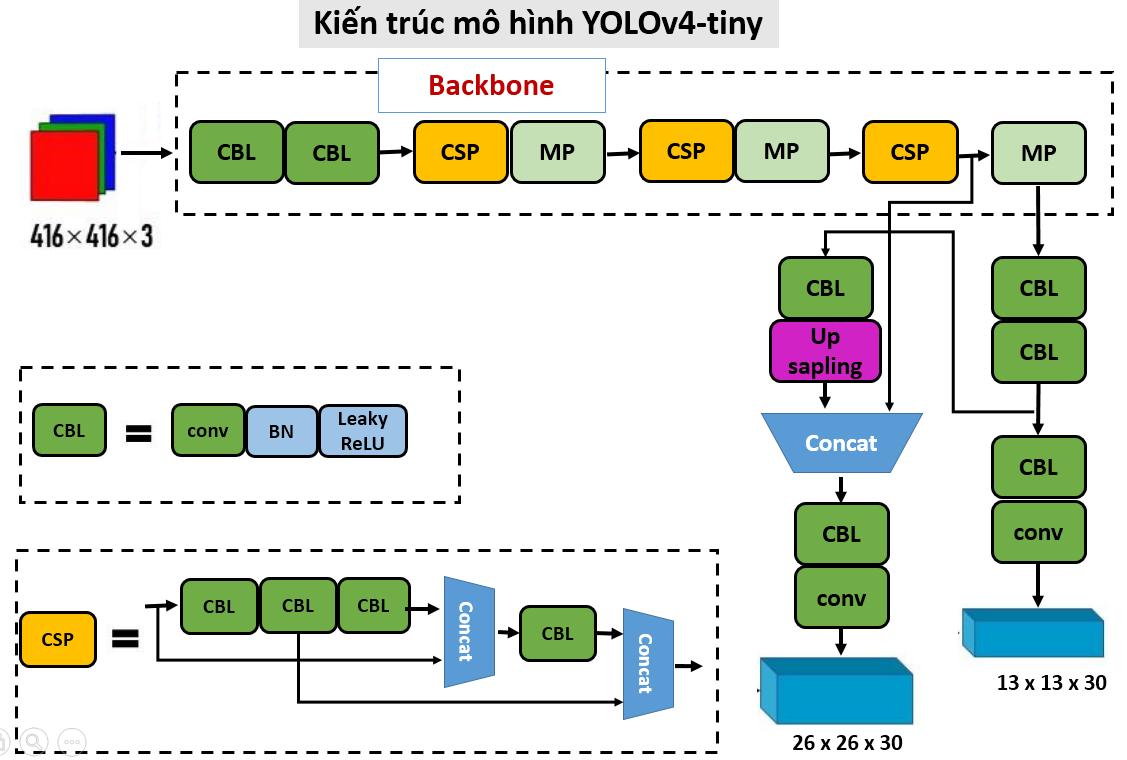 Kiến trúc mô hình YOLOv4-tiny
Backbone
CBL
CBL
CSP
MP
CSP
MP
CSP
MP
416×416×3
CBL
Up
sapling
Concat
CBL
conv
26 x 26 x 30
CBL
CBL
CBL
conv
13 x 13 x 30
CBL
=
conv
BN
Leaky
ReLU
CSP
=
CBL
CBL
CBL
Concat
CBL
Concat